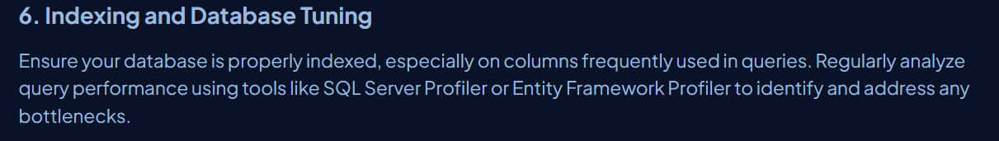 6. Indexing and Database Tuning
Ensure your database is properly indexed, especially on columns frequently used in queries. Regularly analyze
query performance using tools like SQL Server Profiler or Entity Framework Profiler to identify and address any
bottlenecks.